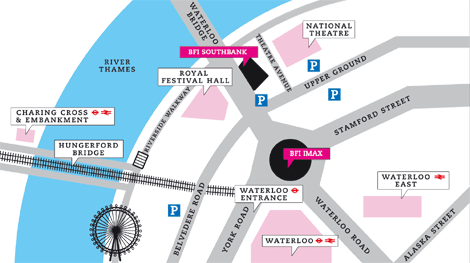 WATERLOO
BRIDGE
NATIONAL
THEATRE
BFI SOUTHBANK
THEATRE AVENUE
RIVER
THAMES
ROYAL
FESTIVAL HALL
UPPER GROUND
P
P
P
RIVERSIDE WALKWAY
STAMFORD STREET
CHARING CROSS
& EMBANKMENT
HUNGERFORD
BRIDGE
BFI IMAX
WATERLOO
ENTRANCE
WATERLOO
EAST
P
BELVEDERE ROAD
YORK ROAD
WATERLOO ROAD
WATERLOO
ALASKA STREET